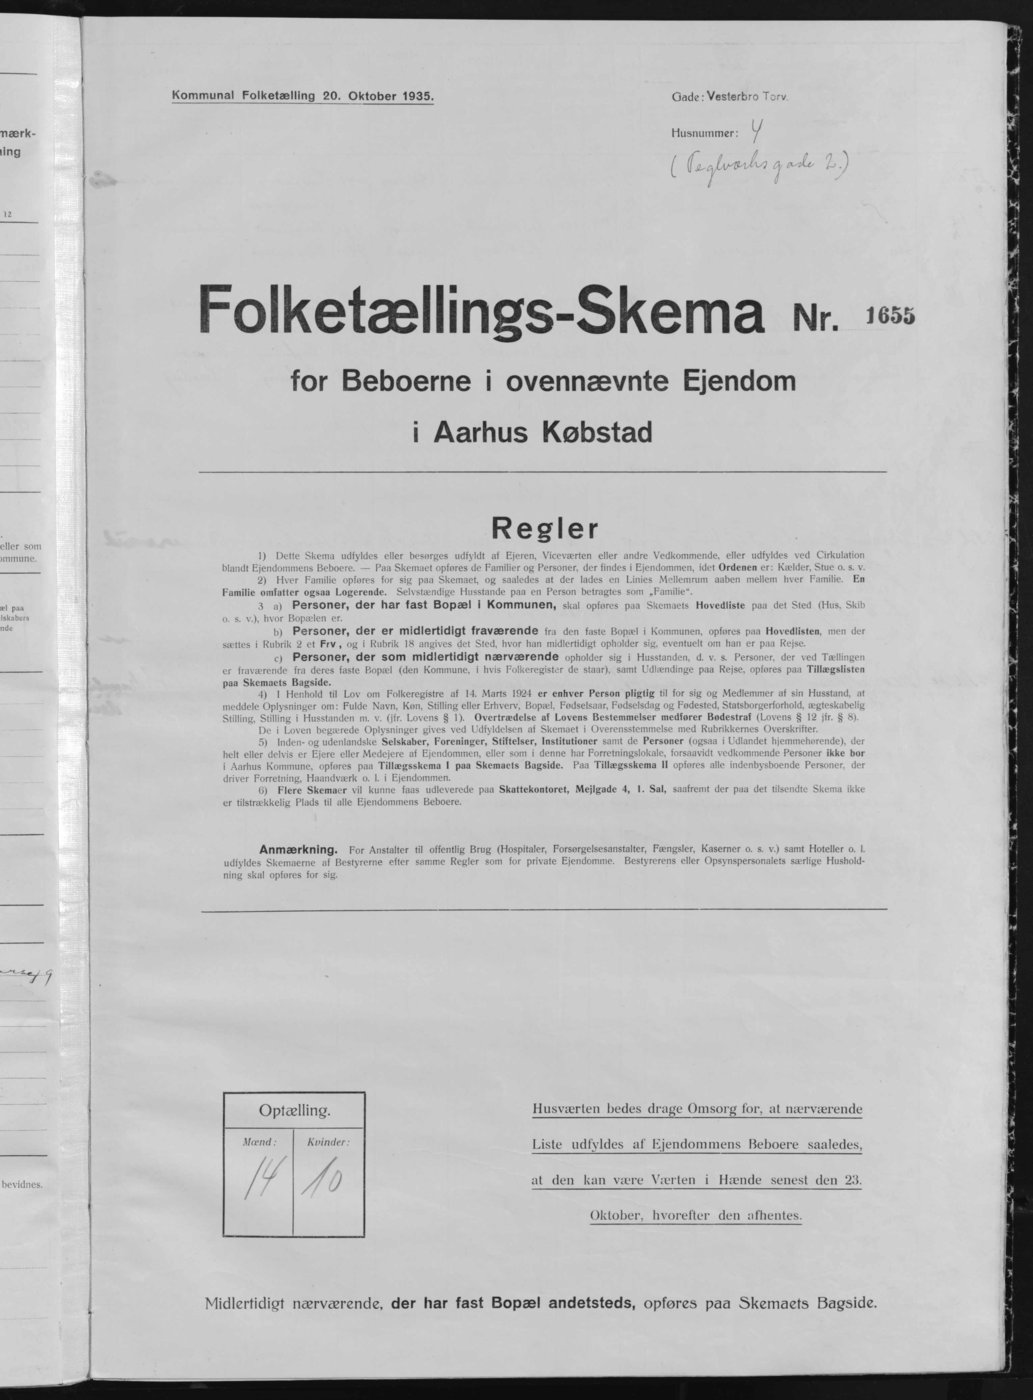 Kommunal Folketælling 20. Oktober 1935.
Gade: Vesterbro Torv.
Husnummer: 4
(Teglværksgade 2.)
Folketællings-Skema Nr. 1655
for Beboerne i ovennævnte Ejendom
i Aarhus Købstad
Regler
1) Dette Skema udfyldes eller besørges udfyldt af Ejeren, Viceværten eller andre Vedkommende, eller udfyldes ved Cirkulation
blandt Ejendommens Beboere. — Paa Skemaet opføres de Familier og Personer, der findes i Ejendommen, idet Ordenen er: Kælder, Stue o. s. v.
2) Hver Familie opføres for sig paa Skemaet, og saaledes at der lades en Linies Mellemrum aaben mellem hver Familie. En
Familie omfatter ogsaa Logerende. Selvstændige Husstande paa en Person betragtes som „Familie“.
3 a) Personer, der har fast Bopæl i Kommunen, skal opføres paa Skemaets Hovedliste paa det Sted (Hus, Skib
o. s. v.), hvor Bopælen er.
b) Personer, der er midlertidigt fraværende fra den faste Bopæl i Kommunen, opføres paa Hovedlisten, men der
sættes i Rubrik 2 et Frv, og i Rubrik 18 angives det Sted, hvor han midlertidigt opholder sig, eventuelt om han er paa Rejse.
c) Personer, der som midlertidigt nærværende opholder sig i Husstanden, d. v. s. Personer, der ved Tællingen
er fraværende fra deres faste Bopæl (den Kommune, i hvis Folkeregister de staar), samt Udlændinge paa Rejse, opføres paa Tillægslisten
paa Skemaets Bagside.
4) I Henhold til Lov om Folkeregistre af 14. Marts 1924 er enhver Person pligtig til for sig og Medlemmer af sin Husstand, at
meddele Oplysninger om: Fulde Navn, Køn, Stilling eller Erhverv, Bopæl, Fødselsaar, Fødselsdag og Fødested, Statsborgerforhold, ægteskabelig
Stilling, Stilling i Husstanden m. v. (jfr. Lovens § 1). Overtrædelse af Lovens Bestemmelser medfører Bødestraf (Lovens § 12 jfr. § 8).
De i Loven begærede Oplysninger gives ved Udfyldelsen af Skemaet i Overensstemmelse med Rubrikkernes Overskrifter.
5) Inden- og udenlandske Selskaber, Foreninger, Stiftelser, Institutioner samt de Personer (ogsaa i Udlandet hjemmehørende), der
helt eller delvis er Ejere eller Medejere af Ejendommen, eller som i denne har Forretningslokale, forsaavidt vedkommende Personer ikke bor
i Aarhus Kommune, opføres paa Tillægsskema I paa Skemaets Bagside. Paa Tillægsskema II opføres alle indenbysboende Personer, der
driver Forretning, Haandværk o. l. i Ejendommen.
6) Flere Skemaer vil kunne faas udleverede paa Skattekontoret, Mejlgade 4, 1. Sal, saafremt der paa det tilsendte Skema ikke
er tilstrækkelig Plads til alle Ejendommens Beboere.
Anmærkning. For Anstalter til offentlig Brug (Hospitaler, Forsørgelsesanstalter, Fængsler, Kaserner o. s. v.) samt Hoteller o. l.
udfyldes Skemaerne af Bestyrerne efter samme Regler som for private Ejendomme. Bestyrerens eller Opsynspersonalets særlige Hushold-
ning skal opføres for sig.
Optælling.
Mænd: Kvinder:
14 10
Husværten bedes drage Omsorg for, at nærværende
Liste udfyldes af Ejendommens Beboere saaledes,
at den kan være Værten i Hænde senest den 23.
Oktober, hvorefter den afhentes.
Midlertidigt nærværende, der har fast Bopæl andetsteds, opføres paa Skemaets Bagside.
mærk-
ning
12
eller som
ommune.
æl paa
lskabers
nde
bevidnes.